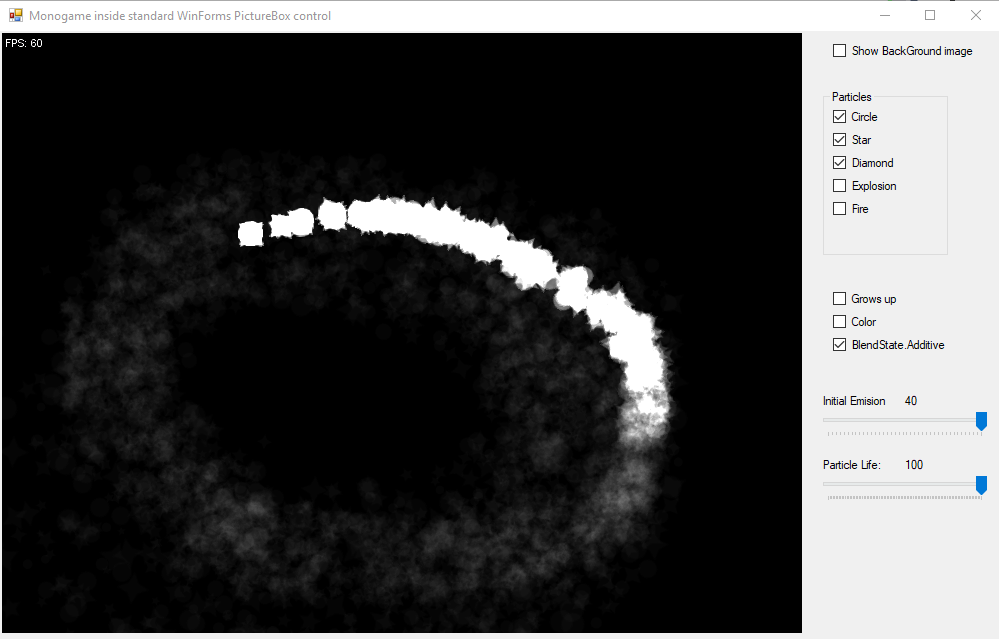 Monogame inside standard WinForms PictureBox control
FPS: 60
Show BackGround image
Particles
Circle
Star
Diamond
Explosion
Fire
Grows up
Color
BlendState.Additive
Initial Emision 40
Particle Life: 100